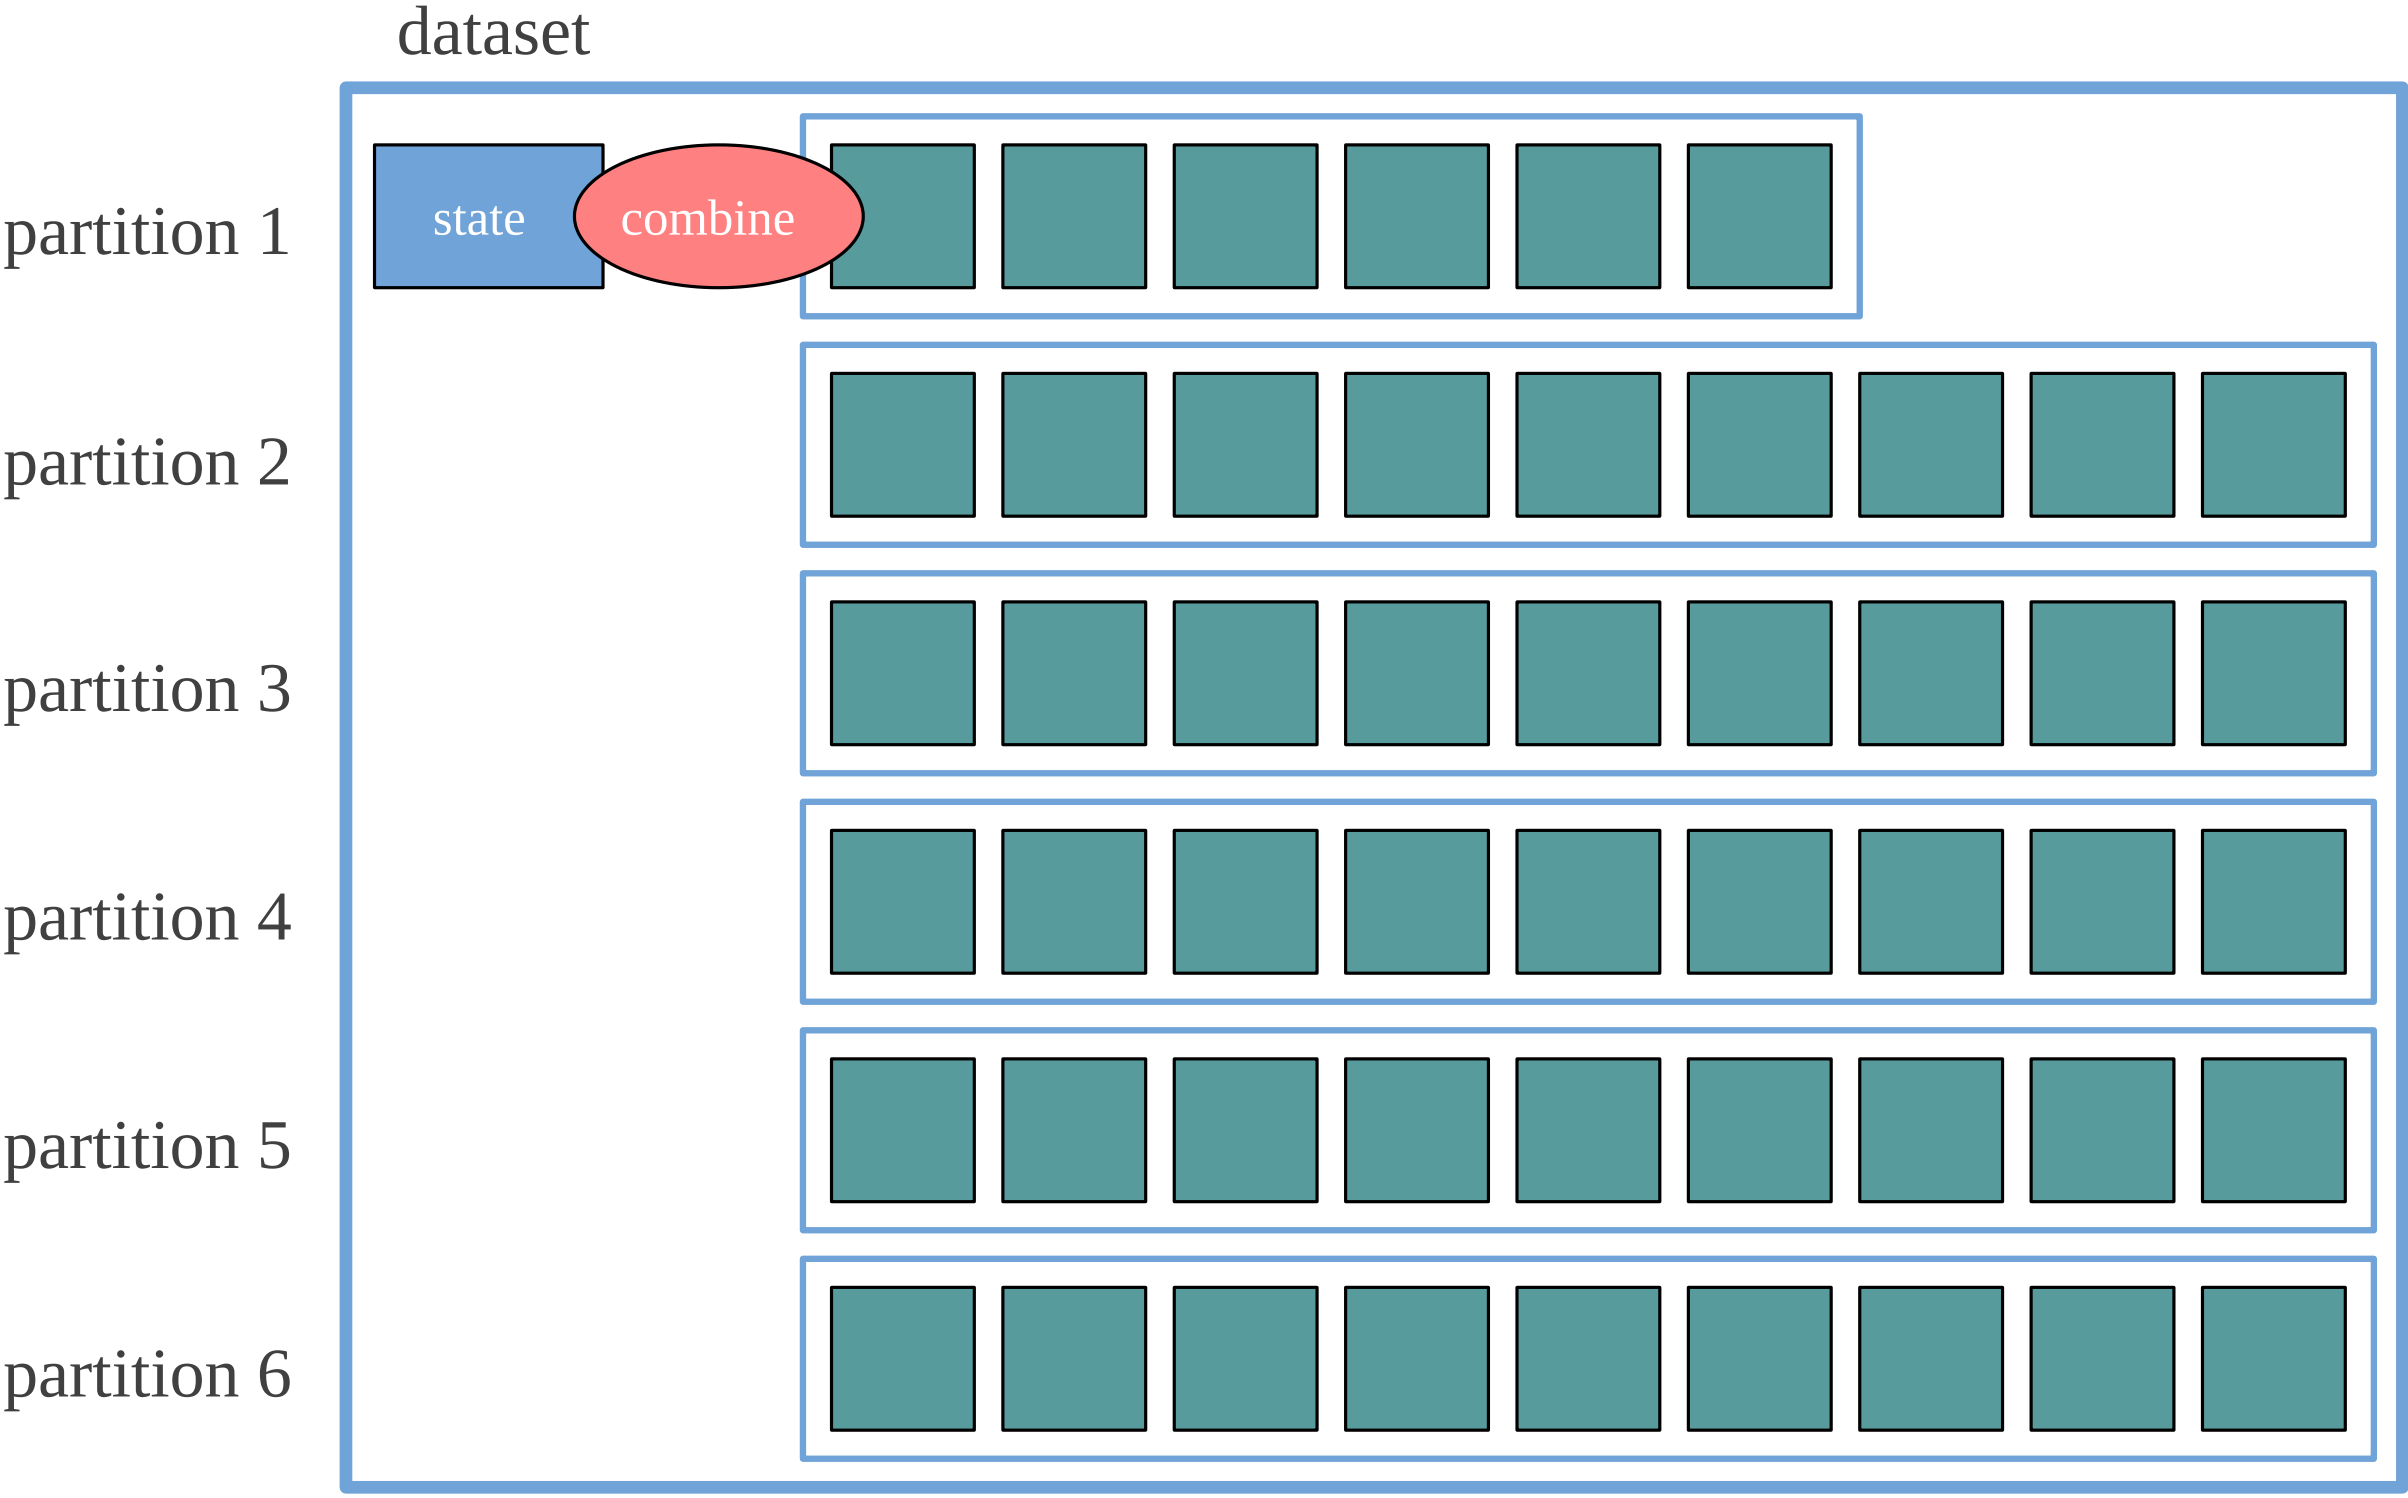 dataset
partition 1
state
combine
partition 2
partition 3
partition 4
partition 5
partition 6